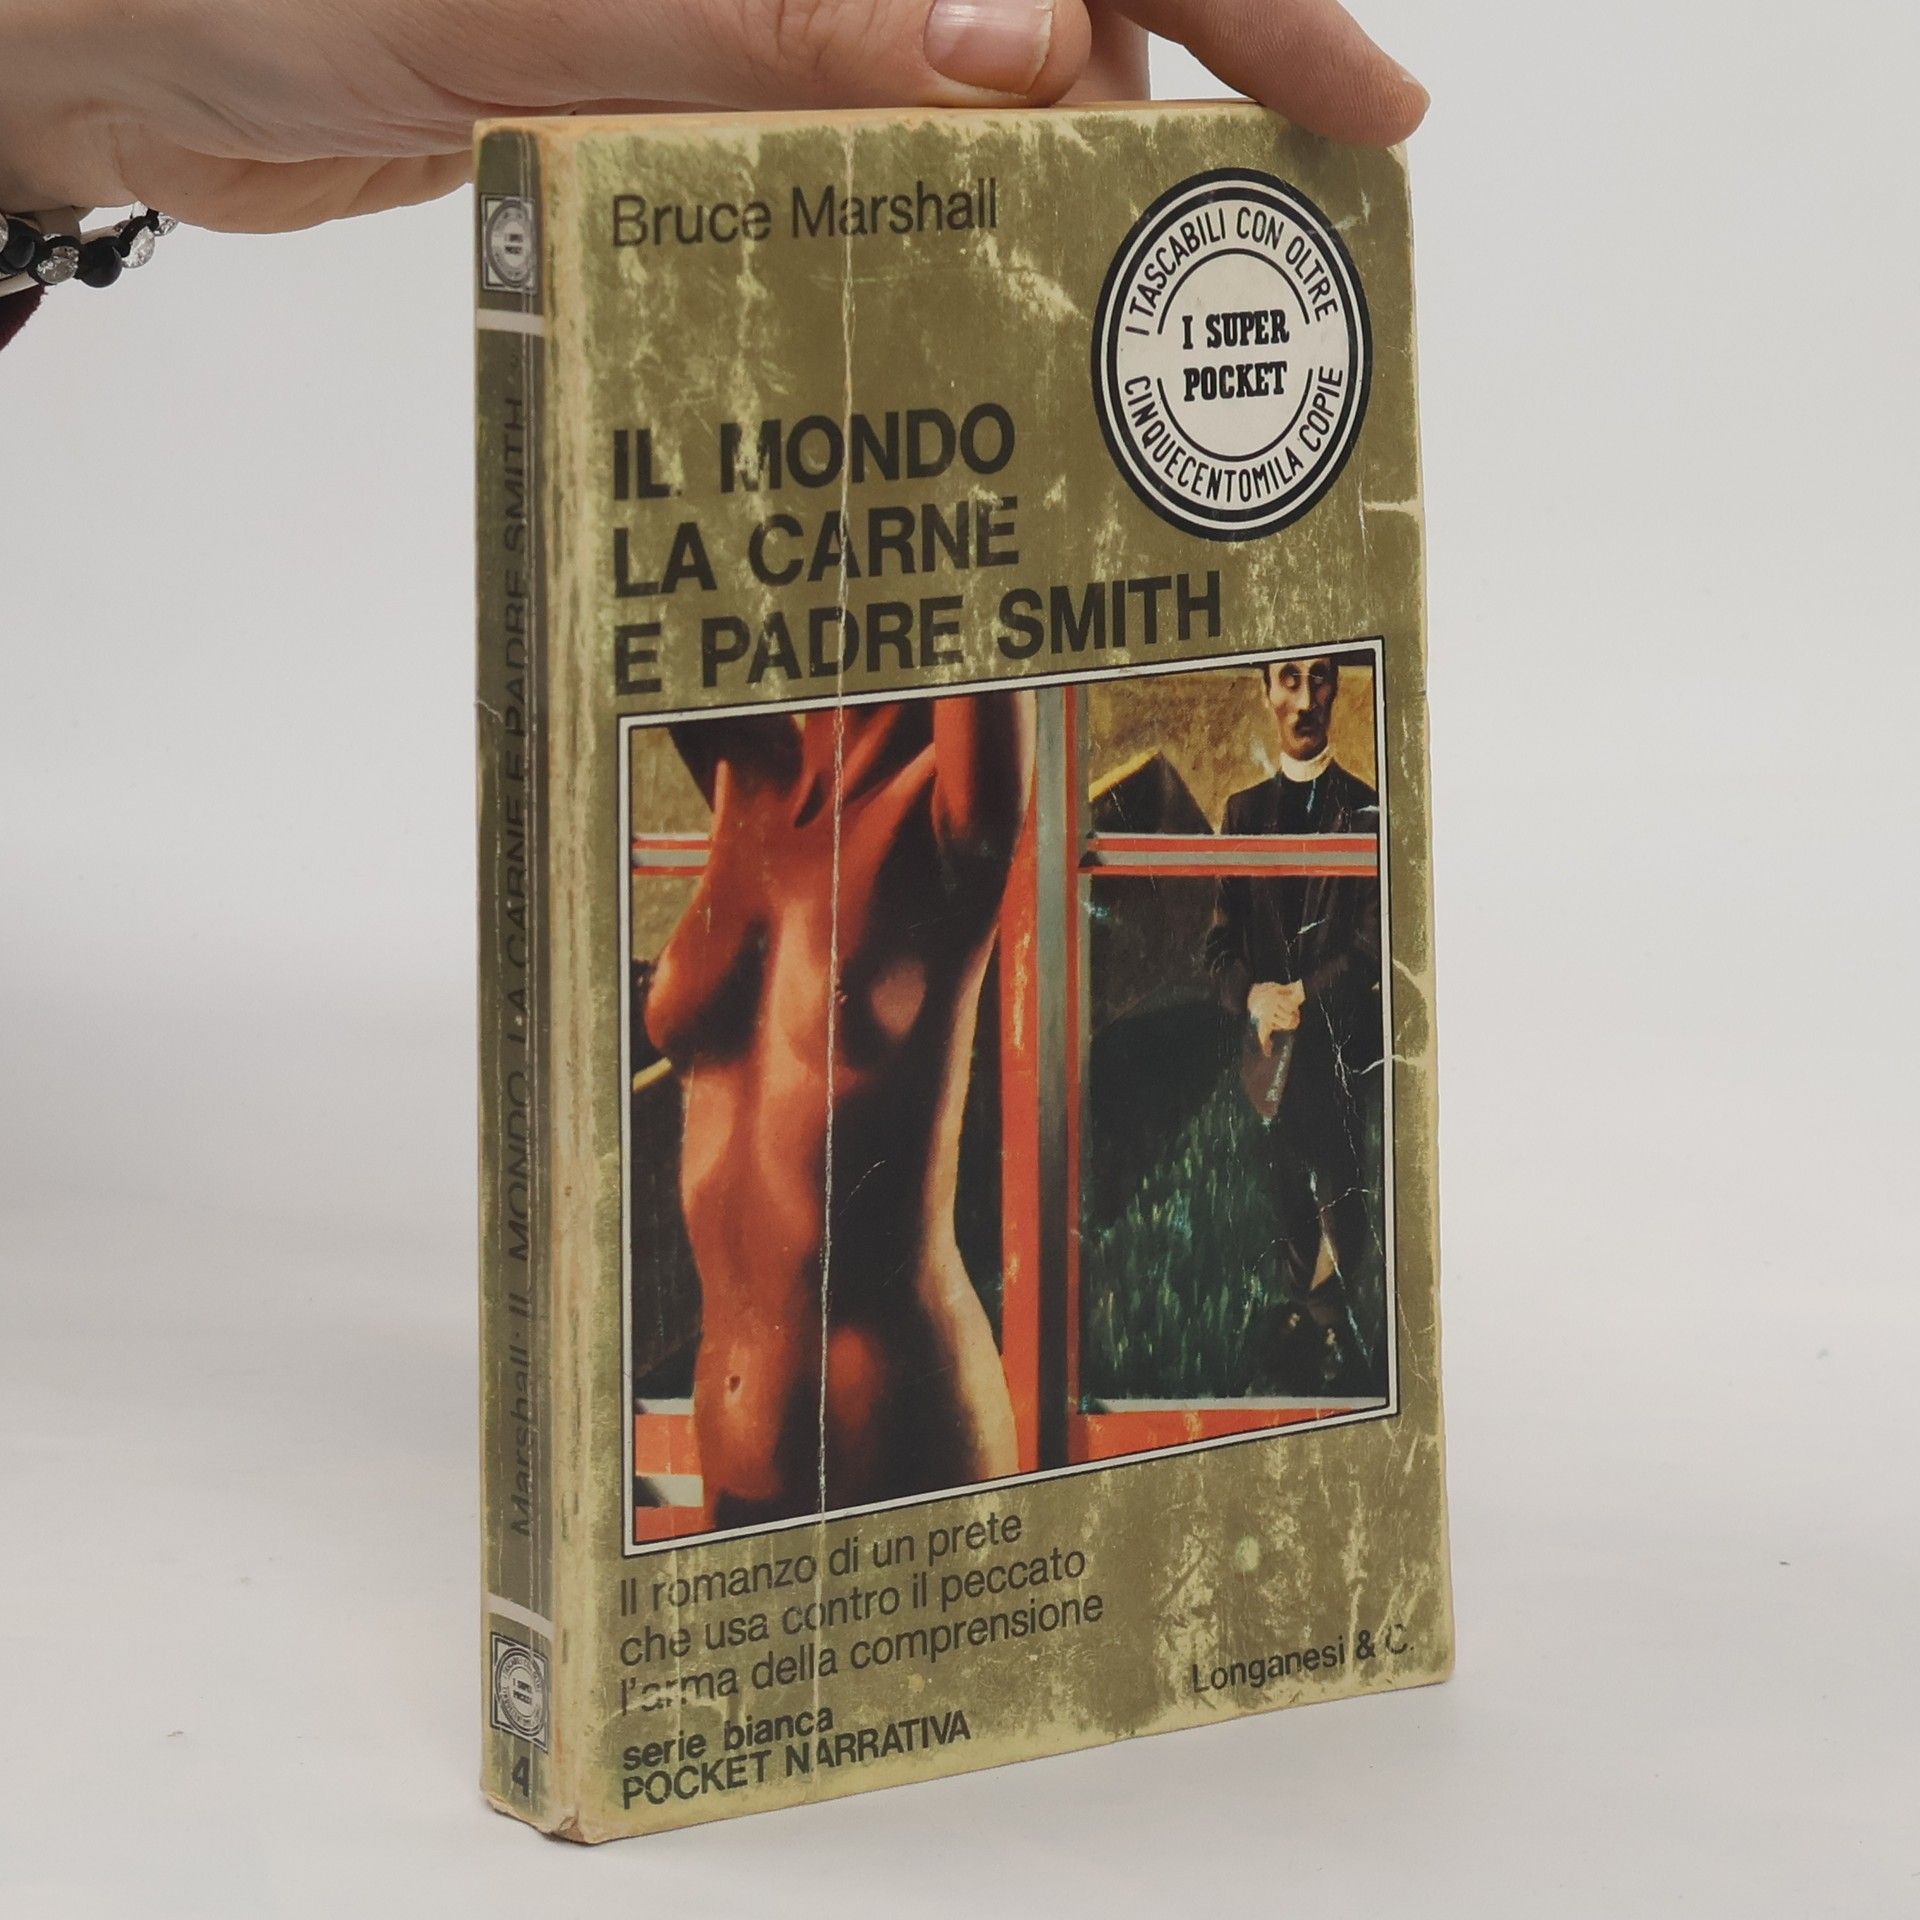 Bruce Marshall
I TASCABILI CON OLTRE
CINQUECENTOMILA COPIE
I SUPER
POCKET
IL MONDO
LA CARNE
E PADRE SMITH
Il romanzo di un prete
che usa contro il peccato
l'arma della comprensione
serie bianca
POCKET NARRATIVA
Longanesi & C.
Marshall · IL MONDO LA CARNE E PADRE SMITH
I SUPER
POCKET
4